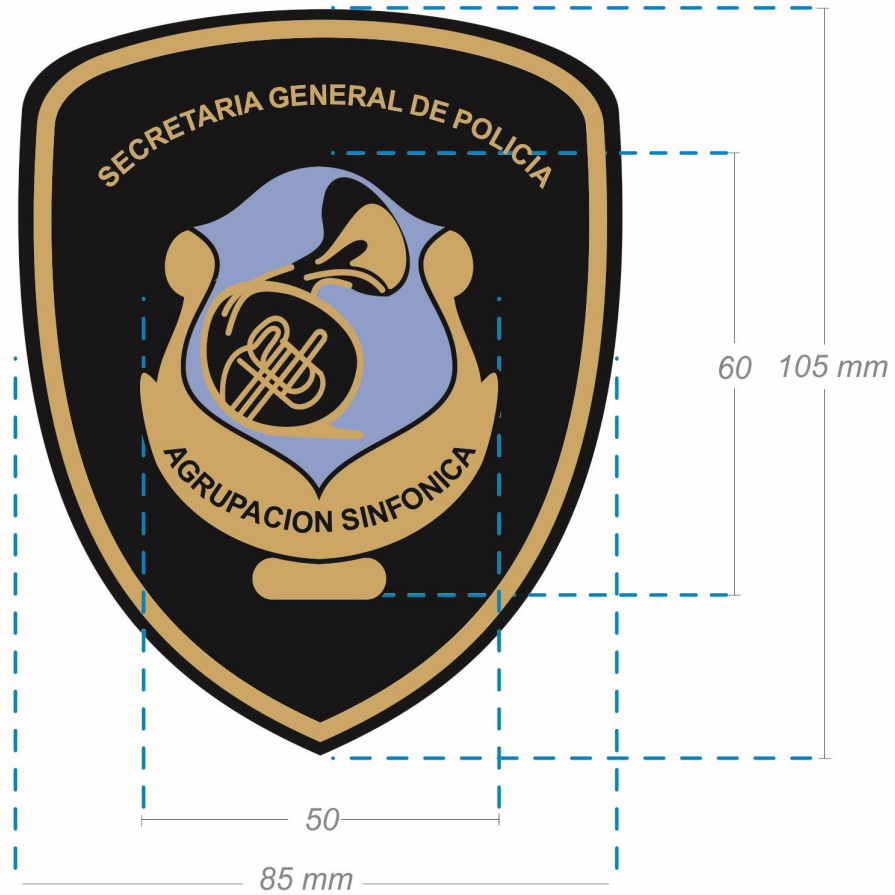 SECRETARIA GENERAL DE POLICIA
AGRUPACION SINFONICA
60
105 mm
50
85 mm